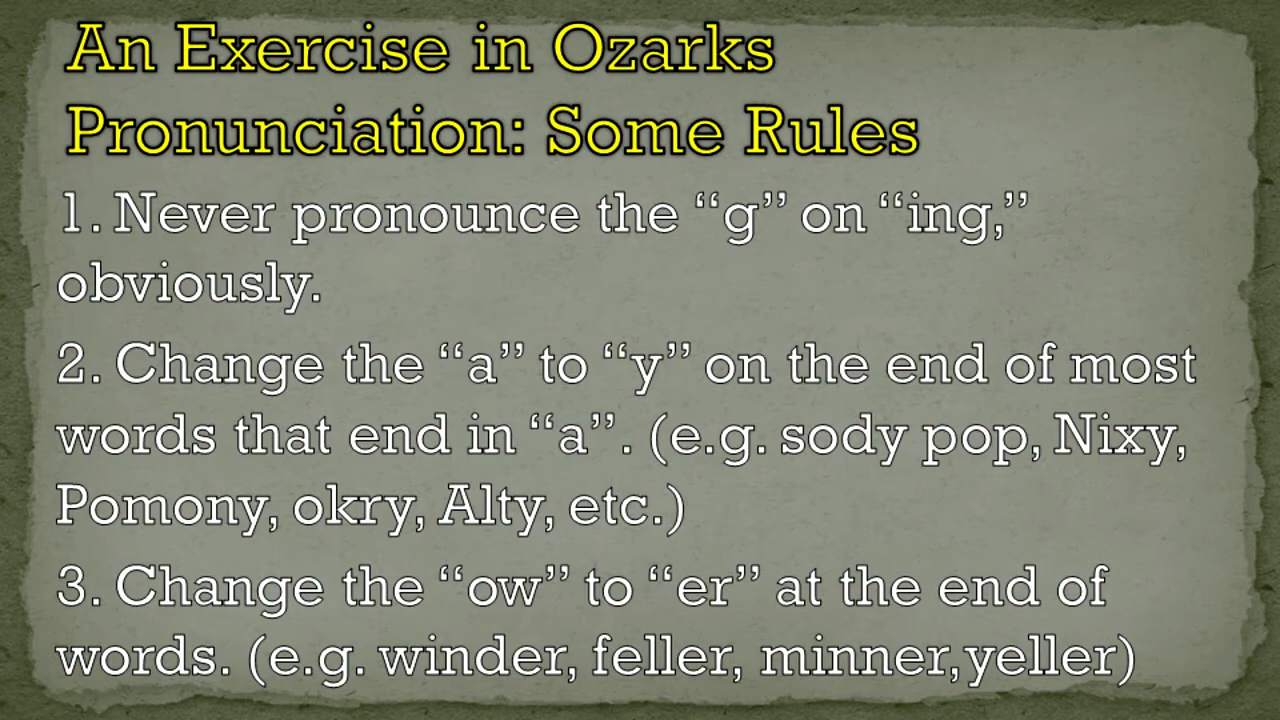 An Exercise in Ozarks
Pronunciation: Some Rules
1. Never pronounce the “g” on “ing,”
obviously.
2. Change the “a” to “y” on the end of most
words that end in “a”. (e.g. sody pop, Nixy,
Pomony, okry, Alty, etc.)
3. Change the “ow” to “er” at the end of
words. (e.g. winder, feller, minner,yeller)